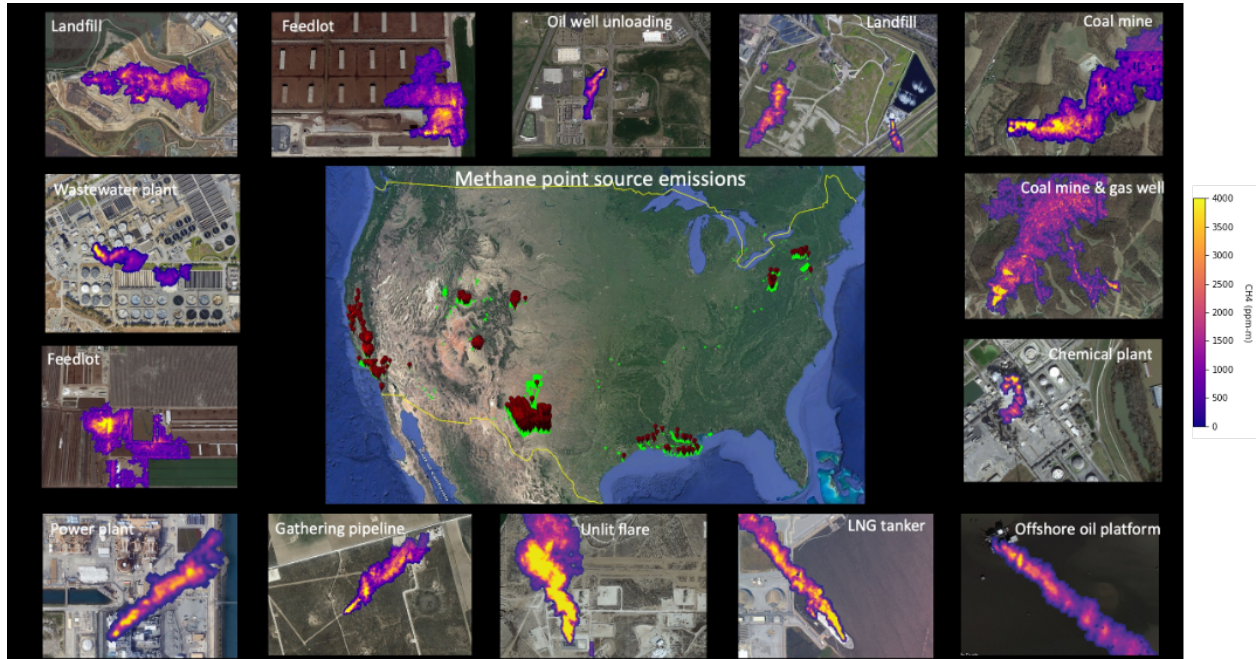 Landfill
Feedlot
Oil well unloading
Landfill
Coal mine
Wastewater plant
Methane point source emissions
Coal mine & gas well
Feedlot
Chemical plant
Power plant
Gathering pipeline
Unlit flare
LNG tanker
Offshore oil platform
4000
3500
3000
2500
2000
1500
1000
500
0
CH4 (ppm-m)